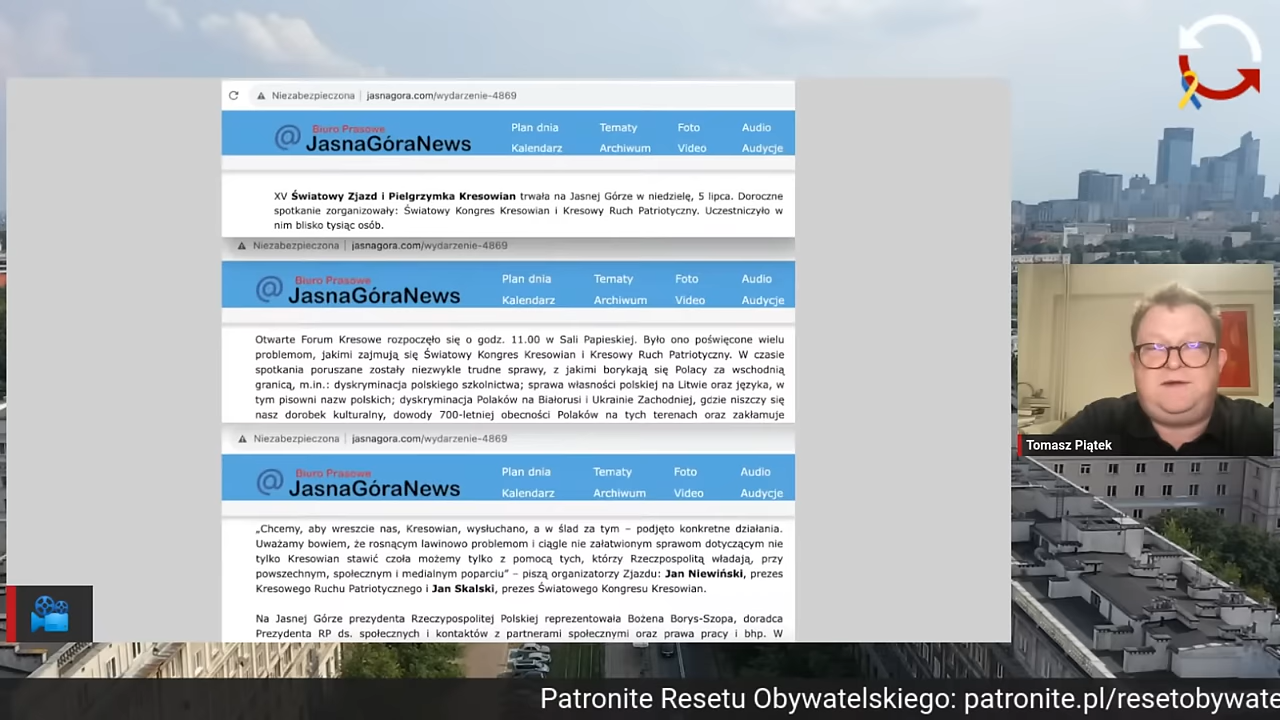 Niezabezpieczona | jasnagora.com/wydarzenie-4869
@ Biuro Prasowe
JasnaGóraNews
Plan dnia Tematy Foto Audio
Kalendarz Archiwum Video Audycje
XV Światowy Zjazd i Pielgrzymka Kresowian trwała na Jasnej Górze w niedzielę, 5 lipca. Doroczne
spotkanie zorganizowały: Światowy Kongres Kresowian i Kresowy Ruch Patriotyczny. Uczestniczyło w
nim blisko tysiąc osób.
Niezabezpieczona | jasnagora.com/wydarzenie-4869
@ Biuro Prasowe
JasnaGóraNews
Plan dnia Tematy Foto Audio
Kalendarz Archiwum Video Audycje
Otwarte Forum Kresowe rozpoczęło się o godz. 11.00 w Sali Papieskiej. Było ono poświęcone wielu
problemom, jakimi zajmują się Światowy Kongres Kresowian i Kresowy Ruch Patriotyczny. W czasie
spotkania poruszane zostały niezwykle trudne sprawy, z jakimi borykają się Polacy za wschodnią
granicą, m.in.: dyskryminacja polskiego szkolnictwa; sprawa własności polskiej na Litwie oraz języka, w
tym pisowni nazw polskich; dyskryminacja Polaków na Białorusi i Ukrainie Zachodniej, gdzie niszczy się
nasz dorobek kulturalny, dowody 700-letniej obecności Polaków na tych terenach oraz zakłamuje
Niezabezpieczona | jasnagora.com/wydarzenie-4869
@ Biuro Prasowe
JasnaGóraNews
Plan dnia Tematy Foto Audio
Kalendarz Archiwum Video Audycje
„Chcemy, aby wreszcie nas, Kresowian, wysłuchano, a w ślad za tym – podjęto konkretne działania.
Uważamy bowiem, że rosnącym lawinowo problemom i ciągle nie załatwionym sprawom dotyczącym nie
tylko Kresowian stawić czoła możemy tylko z pomocą tych, którzy Rzeczpospolitą władają, przy
powszechnym, społecznym i medialnym poparciu” – piszą organizatorzy Zjazdu: Jan Niewiński, prezes
Kresowego Ruchu Patriotycznego i Jan Skalski, prezes Światowego Kongresu Kresowian.
Na Jasnej Górze prezydenta Rzeczypospolitej Polskiej reprezentowała Bożena Borys-Szopa, doradca
Prezydenta RP ds. społecznych i kontaktów z partnerami społecznymi oraz prawa pracy i bhp. W
Tomasz Piątek
Patronite Resetu Obywatelskiego: patronite.pl/resetobywate